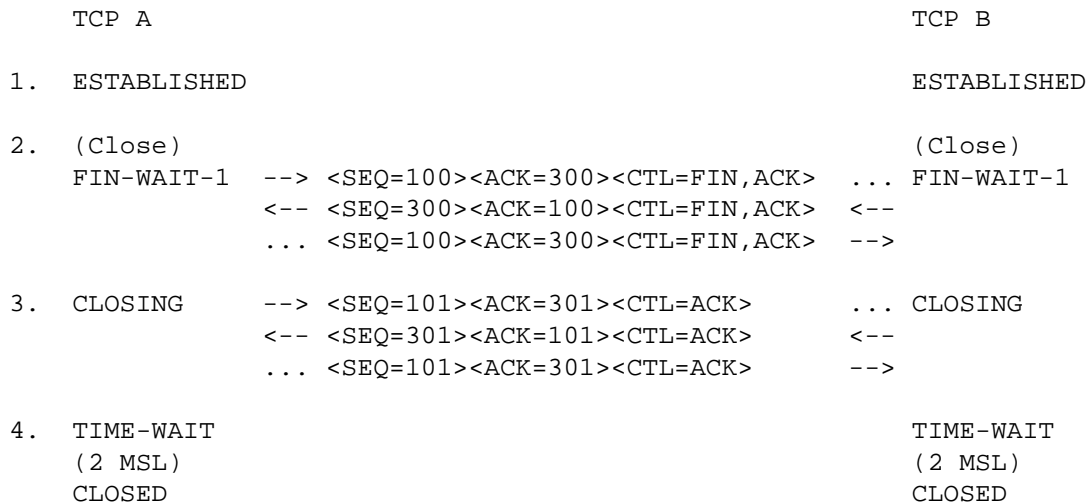 TCP A                                                TCP B
1.  ESTABLISHED                                          ESTABLISHED
2.  (Close)                                              (Close)
    FIN-WAIT-1  --> <SEQ=100><ACK=300><CTL=FIN,ACK>  ... FIN-WAIT-1
                <-- <SEQ=300><ACK=100><CTL=FIN,ACK>  <--
                ... <SEQ=100><ACK=300><CTL=FIN,ACK>  -->
3.  CLOSING     --> <SEQ=101><ACK=301><CTL=ACK>      ... CLOSING
                <-- <SEQ=301><ACK=101><CTL=ACK>      <--
                ... <SEQ=101><ACK=301><CTL=ACK>      -->
4.  TIME-WAIT                                            TIME-WAIT
    (2 MSL)                                              (2 MSL)
    CLOSED                                               CLOSED